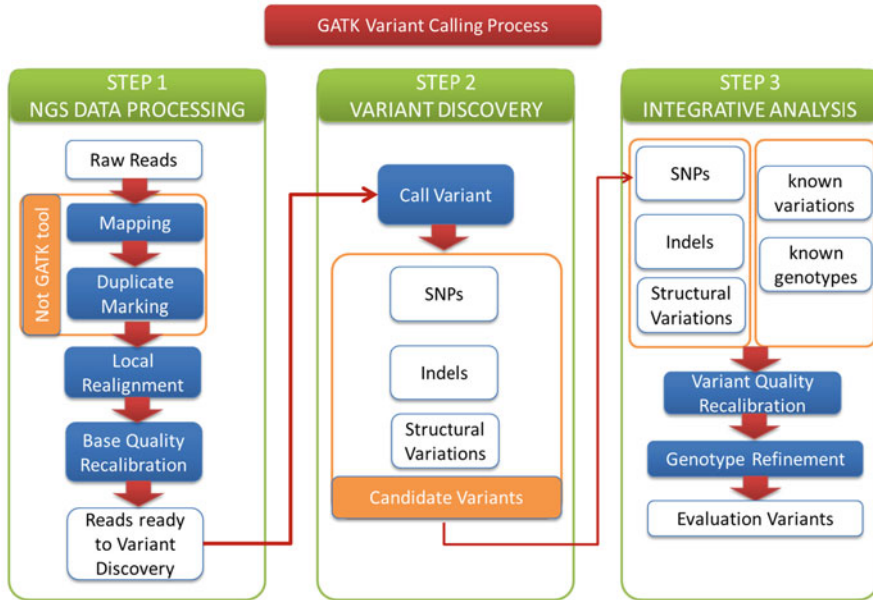 GATK Variant Calling Process
STEP 1
NGS DATA PROCESSING
Raw Reads
Not GATK tool
Mapping
Duplicate
Marking
Local
Realignment
Base Quality
Recalibration
Reads ready
to Variant
Discovery
STEP 2
VARIANT DISCOVERY
Call Variant
SNPs
Indels
Structural
Variations
Candidate Variants
STEP 3
INTEGRATIVE ANALYSIS
SNPs
Indels
Structural
Variations
known
variations
known
genotypes
Variant Quality
Recalibration
Genotype Refinement
Evaluation Variants